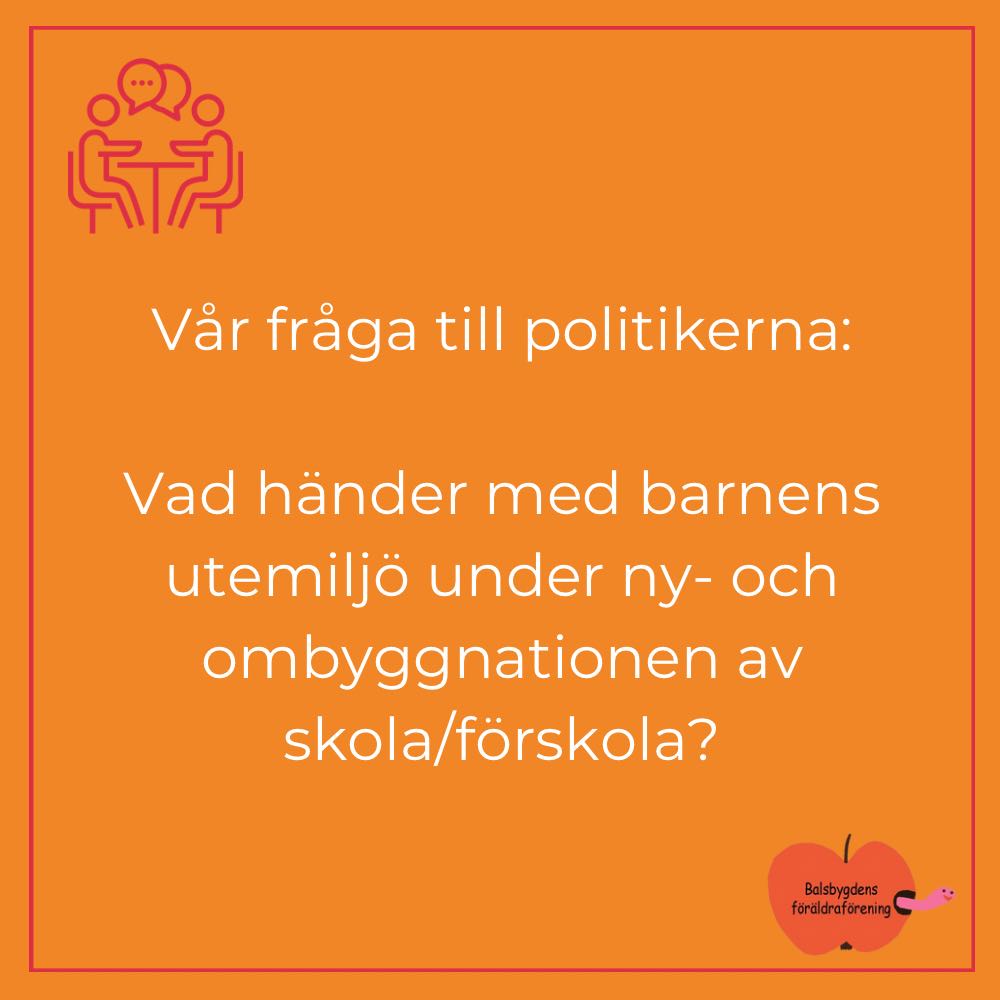 Vår fråga till politikerna:
Vad händer med barnens
utemiljö under ny- och
ombyggnationen av
skola/förskola?
Balsbygdens
föräldraförening